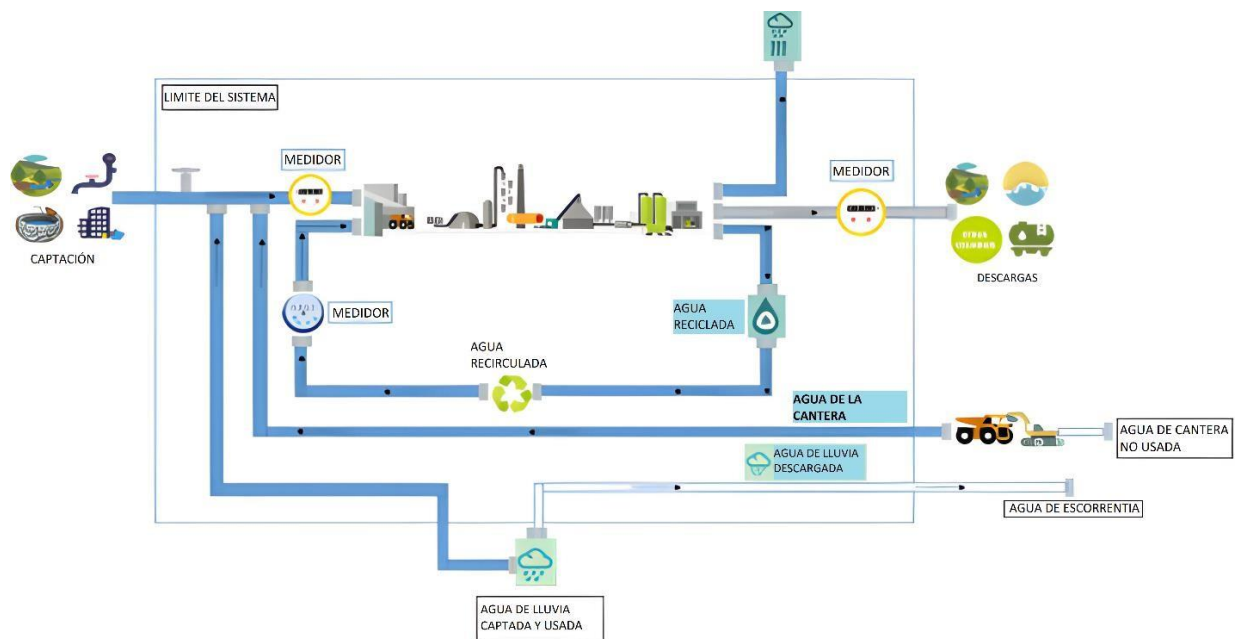 LIMITE DEL SISTEMA
MEDIDOR
MEDIDOR
CAPTACIÓN
DESCARGAS
MEDIDOR
AGUA
RECICLADA
AGUA
RECIRCULADA
AGUA DE LA
CANTERA
AGUA DE CANTERA
NO USADA
AGUA DE LLUVIA
DESCARGADA
AGUA DE ESCORRENTIA
AGUA DE LLUVIA
CAPTADA Y USADA